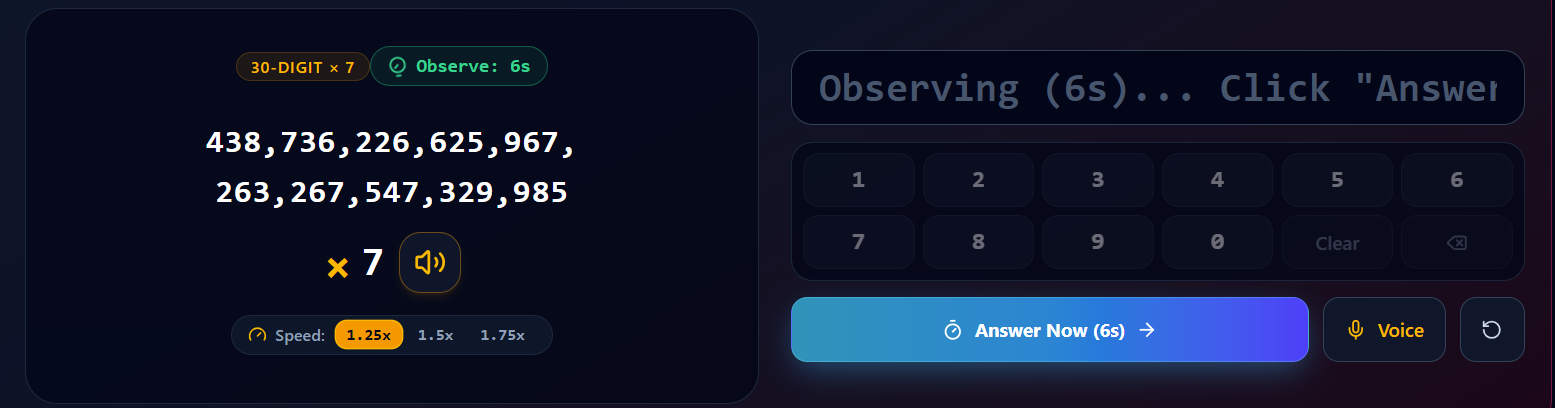 30-DIGIT × 7
Observe: 6s
438,736,226,625,967,
263,267,547,329,985
× 7
Speed: 1.25x 1.5x 1.75x
Observing (6s)... Click "Answer
1 2 3 4 5 6
7 8 9 0 Clear
Answer Now (6s) →
Voice